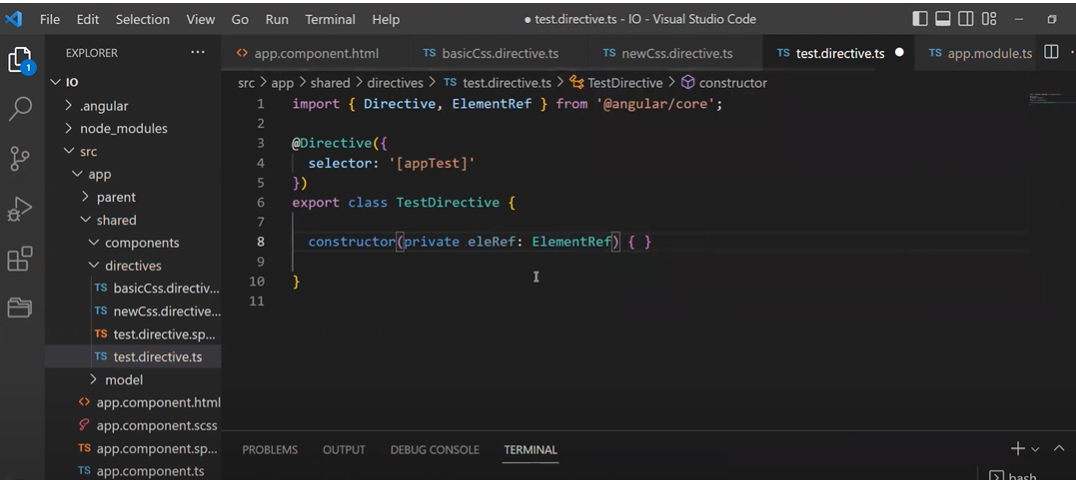 File Edit Selection View Go Run Terminal Help ● test.directive.ts - IO - Visual Studio Code
EXPLORER ...
app.component.html TS basicCss.directive.ts TS newCss.directive.ts TS test.directive.ts ● TS app.module.ts
1
IO
src > app > shared > directives > TS test.directive.ts > TestDirective > constructor
.angular
node_modules
src
app
parent
shared
components
directives
TS basicCss.directiv...
TS newCss.directive...
TS test.directive.sp...
TS test.directive.ts
model
app.component.html
app.component.scss
TS app.component.sp...
TS app.component.ts
1 import { Directive, ElementRef } from '@angular/core';
2
3 @Directive({
4 selector: '[appTest]'
5 })
6 export class TestDirective {
7
8 constructor(private eleRef: ElementRef) { }
9
10 }
11
PROBLEMS OUTPUT DEBUG CONSOLE TERMINAL
bash